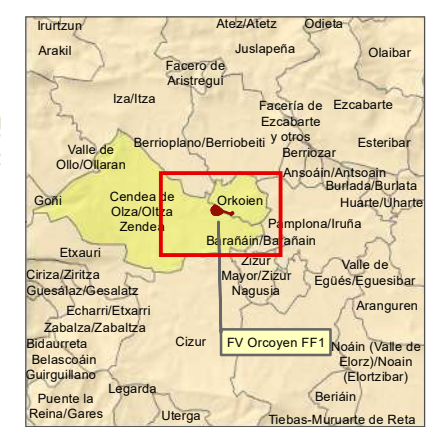 Irurtzun
Atez/Atetz
Odieta
Arakil
Juslapeña
Olaibar
Facero de
Aristregui
Iza/Itza
Facería de
Ezcabarte
y otros
Ezcabarte
Berrioplano/Berriobeiti
Berriozar
Esteribar
Valle de
Ollo/Ollaran
Ansoáin/Antsoain
Burlada/Burlata
Huarte/Uharte
Goñi
Cendea de
Olza/Oltza
Zendea
Orkoien
Pamplona/Iruña
Barañáin/Barañain
Etxauri
Zizur
Mayor/Zizur
Nagusia
Valle de
Egüés/Eguesibar
Ciriza/Ziritza
Guesálaz/Gesalatz
Aranguren
Echarri/Etxarri
Zabalza/Zabaltza
Bidaurreta
Cizur
FV Orcoyen FF1
Noáin (Valle de
Elorz)/Noain
(Elortzibar)
Belascoáin
Guirguillano
Legarda
Beriáin
Puente la
Reina/Gares
Uterga
Tiebas-Muruarte de Reta